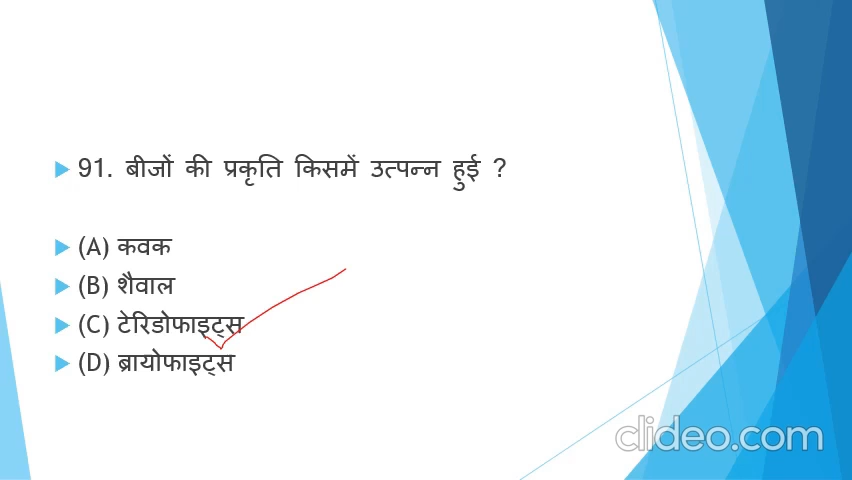 91. बीजों की प्रकृति किसमें उत्पन्न हुई ?
(A) कवक
(B) शैवाल
(C) टेरिडोफाइट्स
(D) ब्रायोफाइट्स
clideo.com